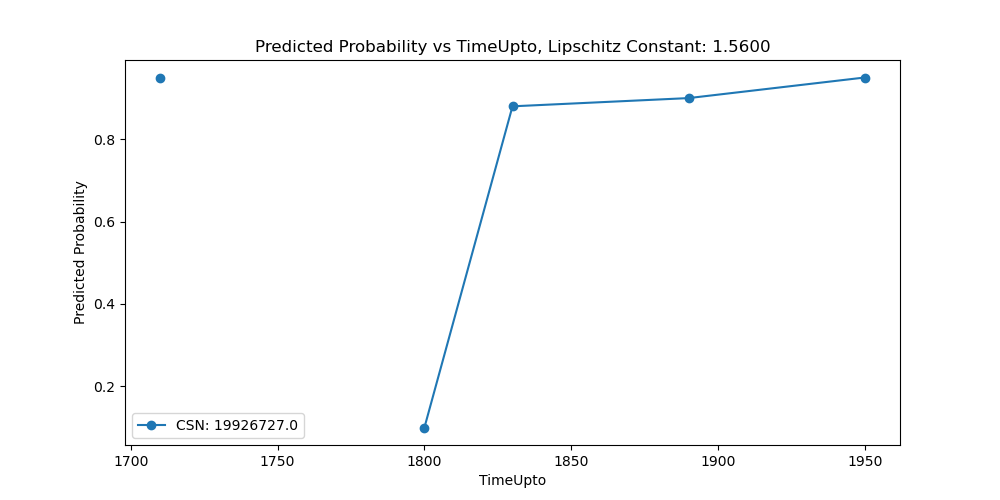 Predicted Probability vs TimeUpto, Lipschitz Constant: 1.5600
Predicted Probability
0.8
0.6
0.4
0.2
CSN: 19926727.0
1700 1750 1800 1850 1900 1950
TimeUpto